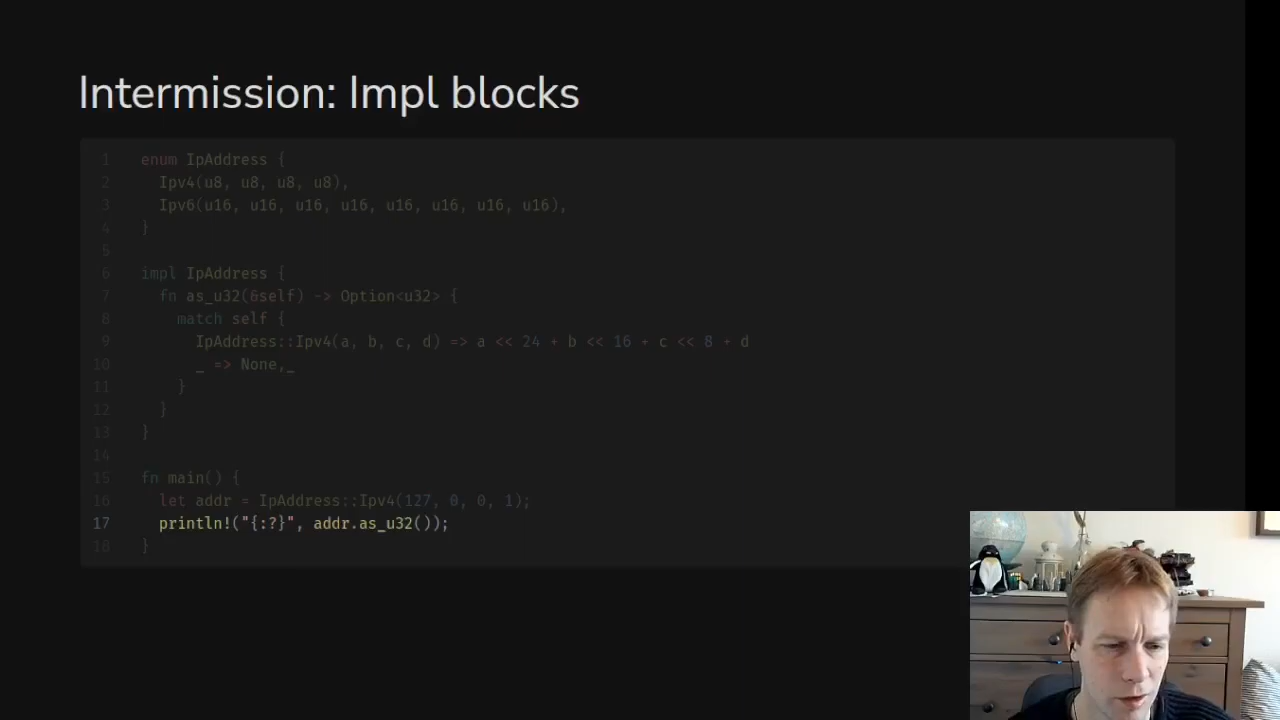 Intermission: Impl blocks
1 enum IpAddress {
2 Ipv4(u8, u8, u8, u8),
3 Ipv6(u16, u16, u16, u16, u16, u16, u16, u16),
4 }
5
6 impl IpAddress {
7 fn as_u32(&self) -> Option<u32> {
8 match self {
9 IpAddress::Ipv4(a, b, c, d) => a << 24 + b << 16 + c << 8 + d
10 _ => None,_
11 }
12 }
13 }
14
15 fn main() {
16 let addr = IpAddress::Ipv4(127, 0, 0, 1);
17 println!("{:?}", addr.as_u32());
18 }